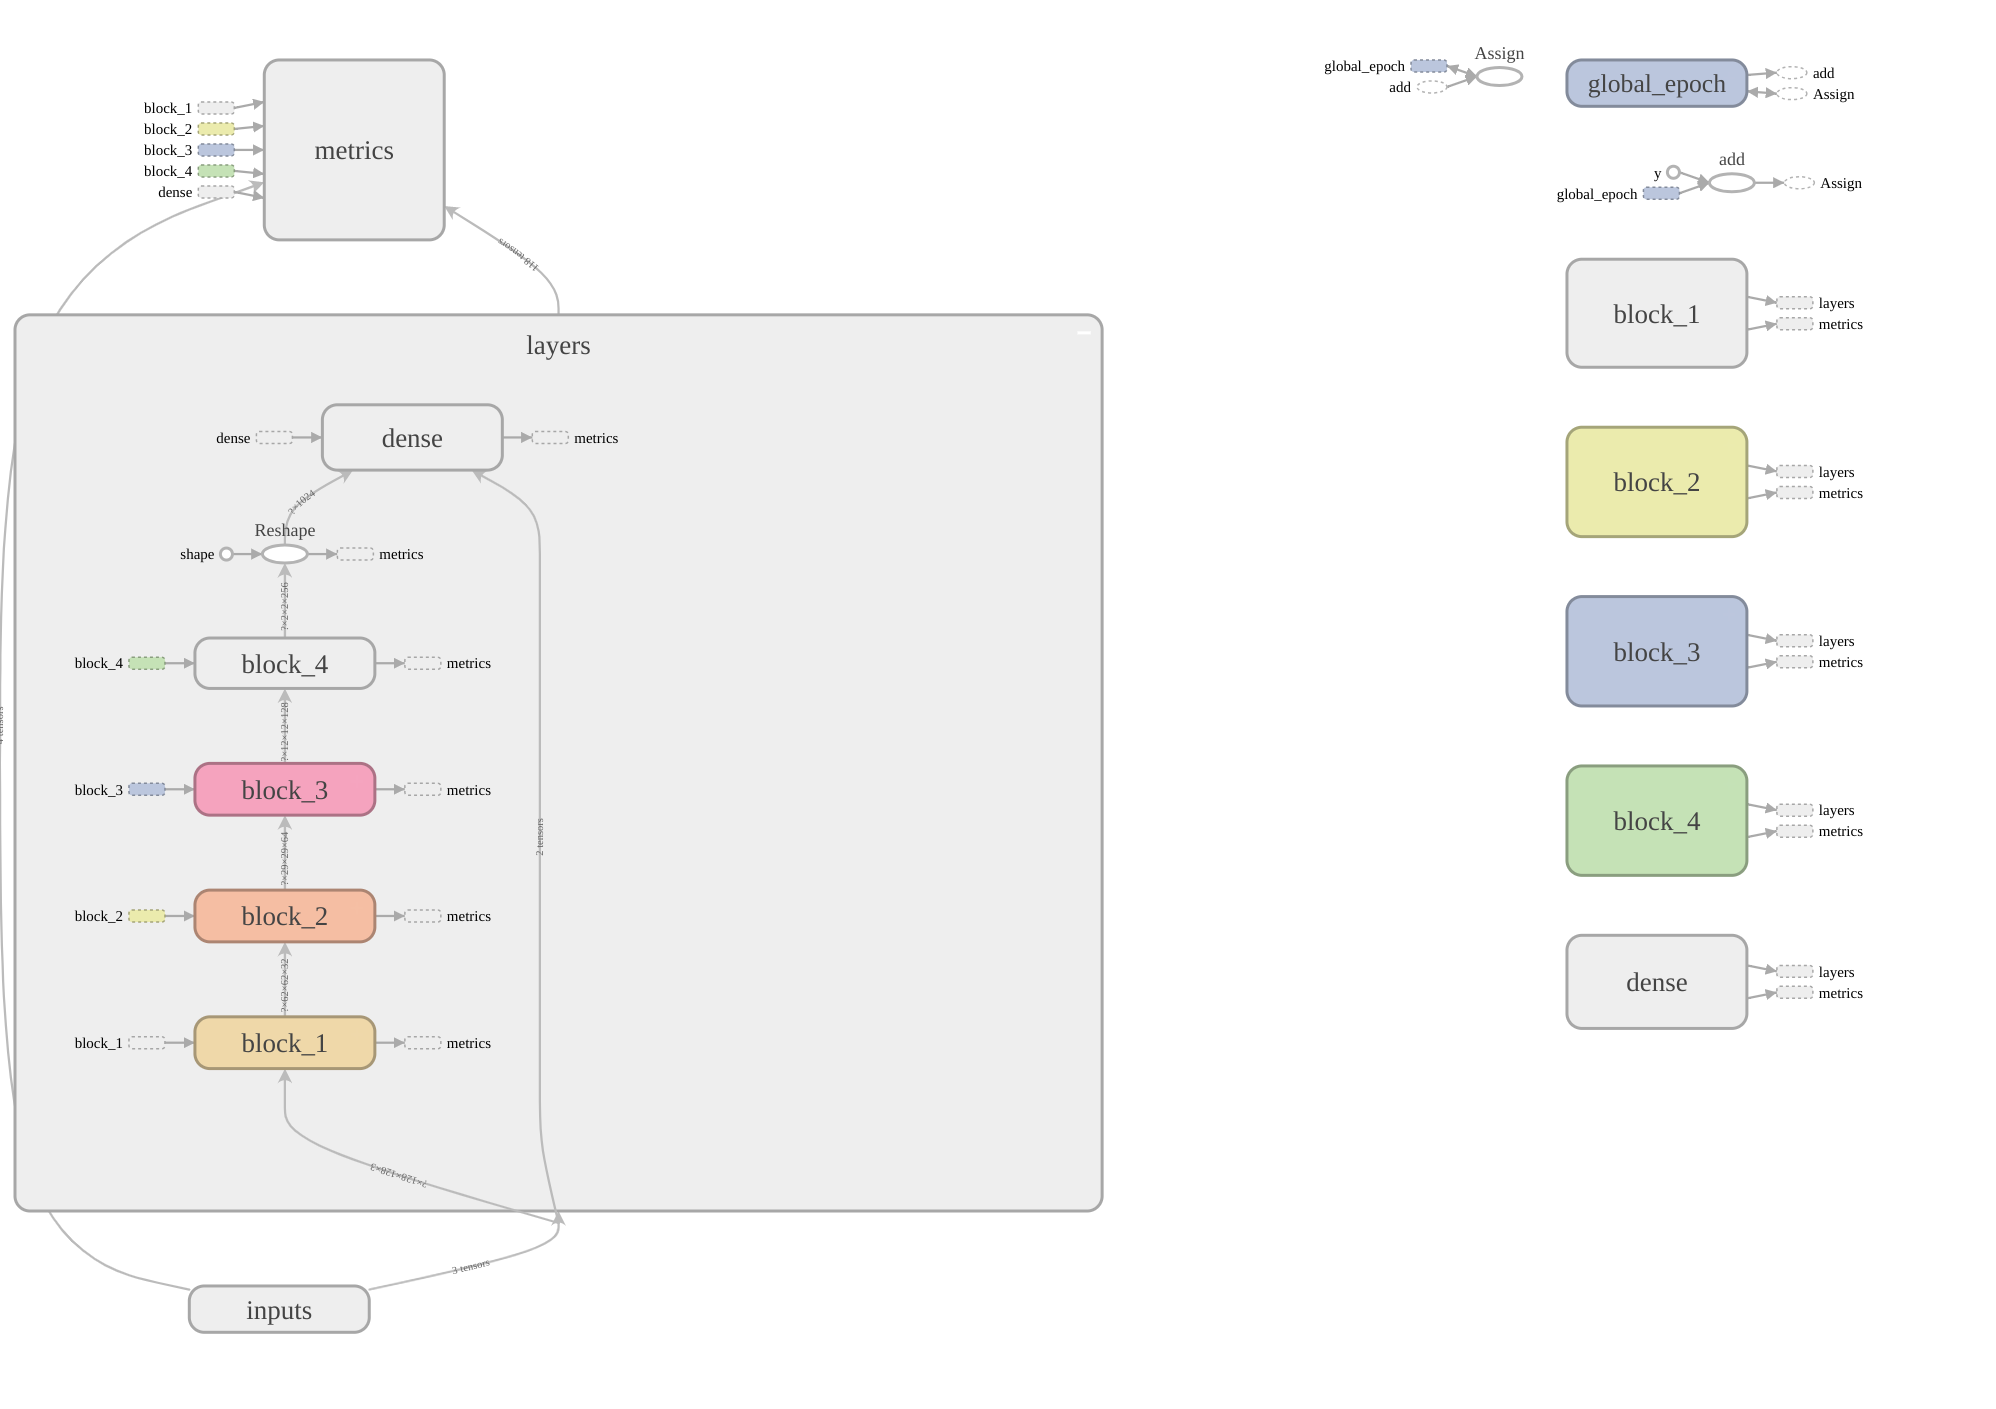 metrics
block_1
block_2
block_3
block_4
dense
118 tensors
layers
dense
dense
metrics
?×1024
Reshape
shape
metrics
?×2×2×256
block_4
block_4
metrics
?×12×12×128
block_3
block_3
metrics
?×29×29×64
block_2
block_2
metrics
?×62×62×32
block_1
block_1
metrics
?×128×128×3
2 tensors
4 tensors
3 tensors
inputs
Assign
global_epoch
add
global_epoch
add
Assign
add
y
global_epoch
Assign
block_1
layers
metrics
block_2
layers
metrics
block_3
layers
metrics
block_4
layers
metrics
dense
layers
metrics